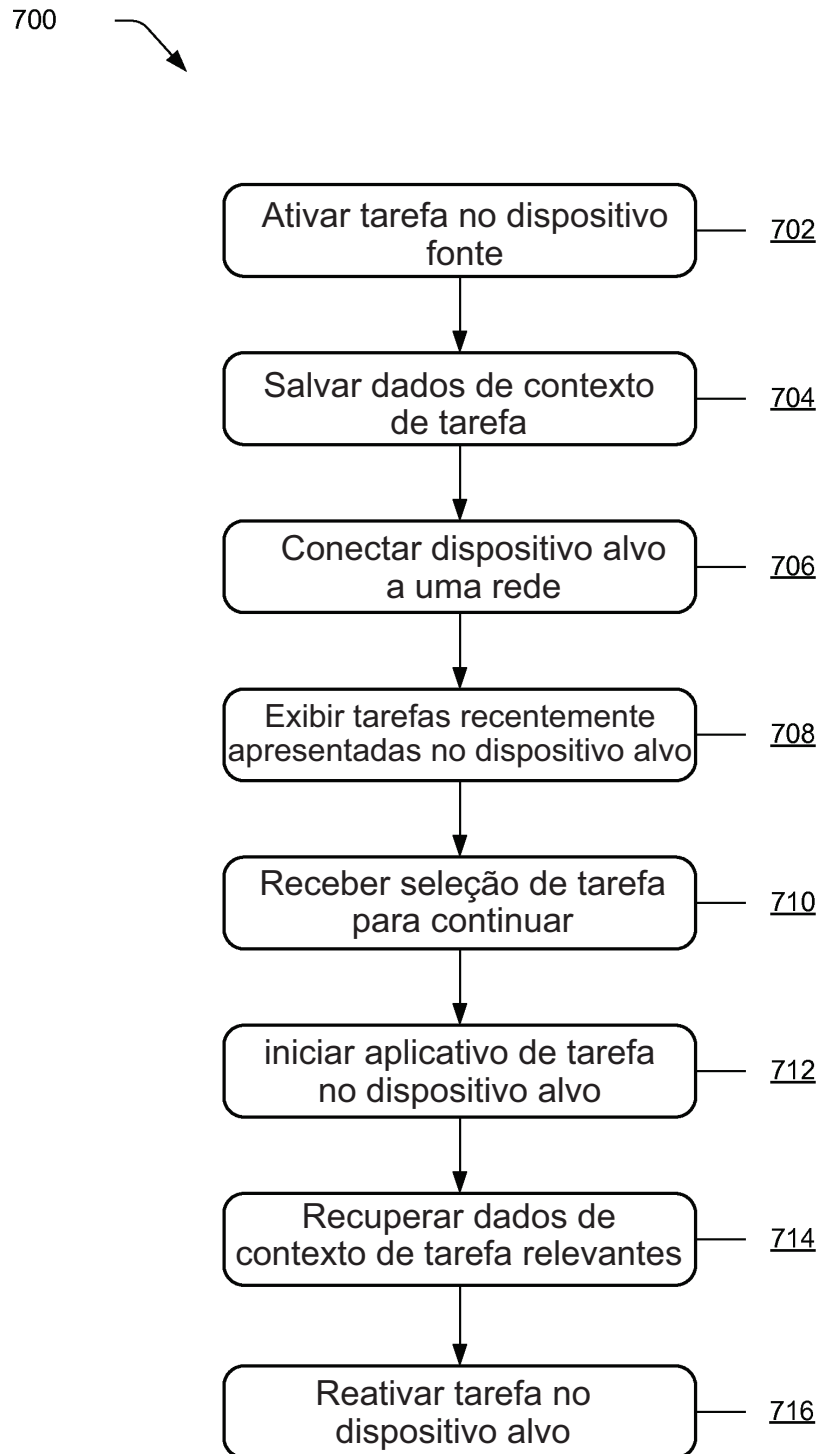 700
Ativar tarefa no dispositivo
fonte
702
Salvar dados de contexto
de tarefa
704
Conectar dispositivo alvo
a uma rede
706
Exibir tarefas recentemente
apresentadas no dispositivo alvo
708
Receber seleção de tarefa
para continuar
710
iniciar aplicativo de tarefa
no dispositivo alvo
712
Recuperar dados de
contexto de tarefa relevantes
714
Reativar tarefa no
dispositivo alvo
716